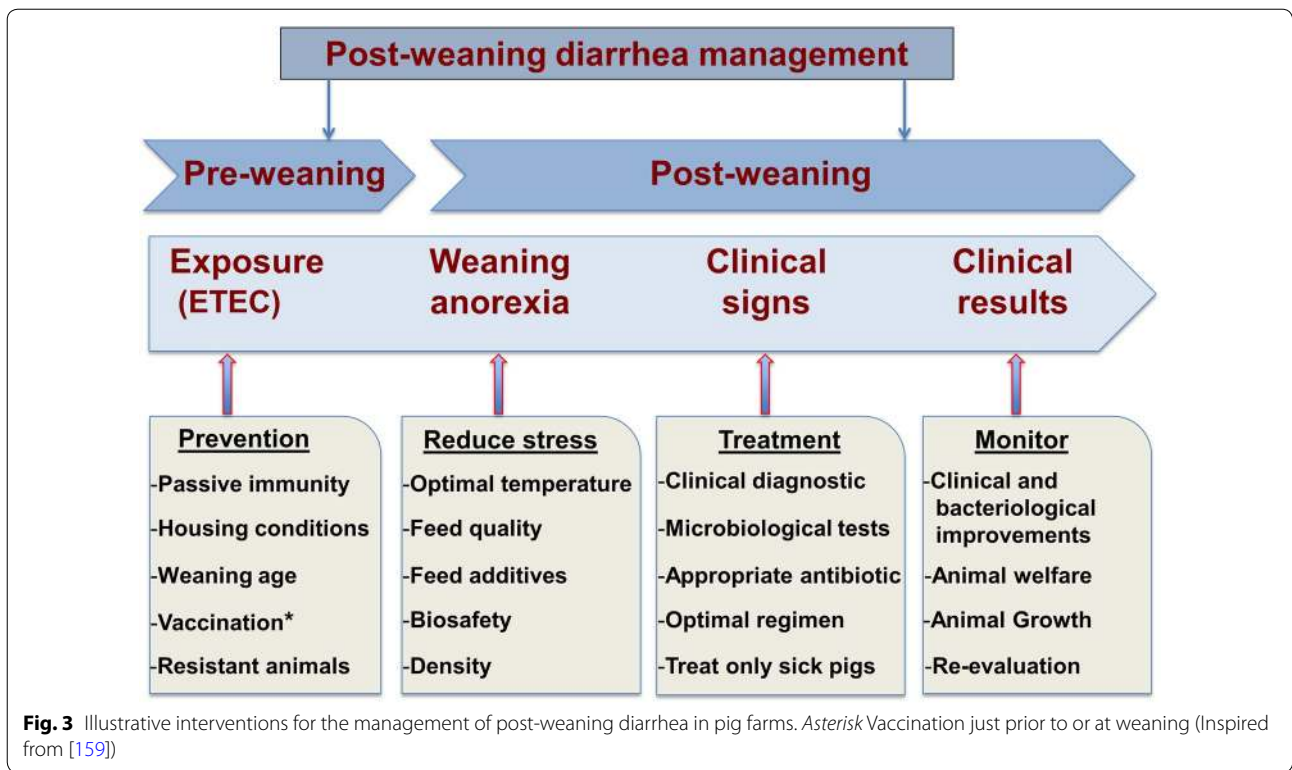 Post-weaning diarrhea management
Pre-weaning
Post-weaning
Exposure
(ETEC)
Weaning
anorexia
Clinical
signs
Clinical
results
Prevention
-Passive immunity
-Housing conditions
-Weaning age
-Vaccination*
-Resistant animals
Reduce stress
-Optimal temperature
-Feed quality
-Feed additives
-Biosafety
-Density
Treatment
-Clinical diagnostic
-Microbiological tests
-Appropriate antibiotic
-Optimal regimen
-Treat only sick pigs
Monitor
-Clinical and
bacteriological
improvements
-Animal welfare
-Animal Growth
-Re-evaluation
Fig. 3 Illustrative interventions for the management of post-weaning diarrhea in pig farms. Asterisk Vaccination just prior to or at weaning (Inspired
from [159])